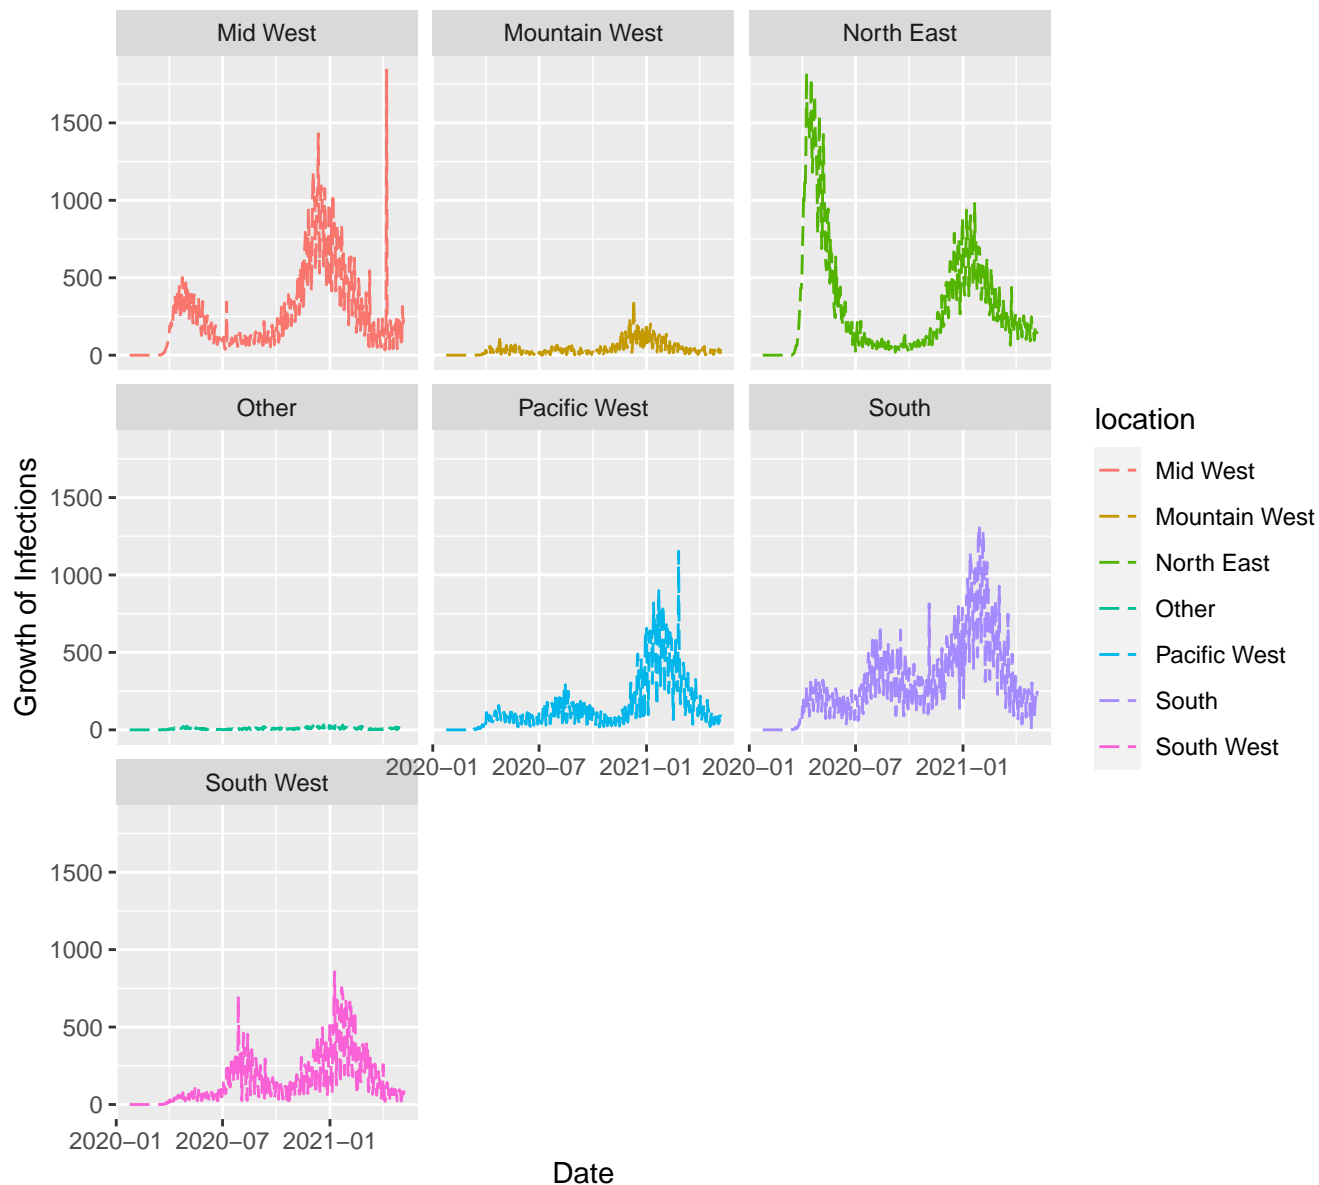 Mid West
Mountain West
North East
1500
1000
500
0
Other
Pacific West
South
1500
1000
500
0
2020−01
2020−07
2021−01
2020−01
2020−07
2021−01
South West
1500
1000
500
0
2020−01
2020−07
2021−01
Date
Growth of Infections
location
Mid West
Mountain West
North East
Other
Pacific West
South
South West